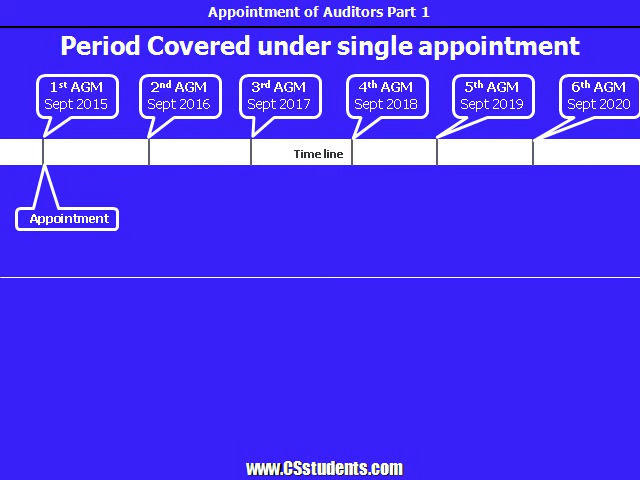 Appointment of Auditors Part 1
Period Covered under single appointment
1st AGM
Sept 2015
2nd AGM
Sept 2016
3rd AGM
Sept 2017
4th AGM
Sept 2018
5th AGM
Sept 2019
6th AGM
Sept 2020
Time line
Appointment
www.CSstudents.com